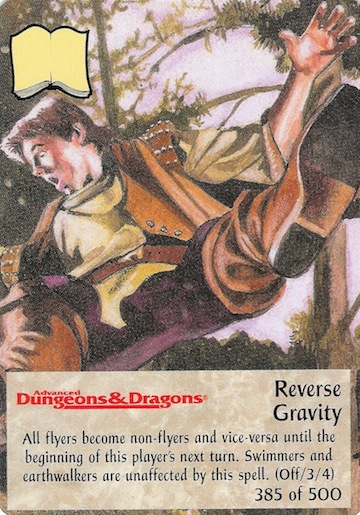 Advanced
Dungeons&Dragons®
Reverse
Gravity
All flyers become non-flyers and vice-versa until the
beginning of this player's next turn. Swimmers and
earthwalkers are unaffected by this spell. (Off/3/4)
385 of 500